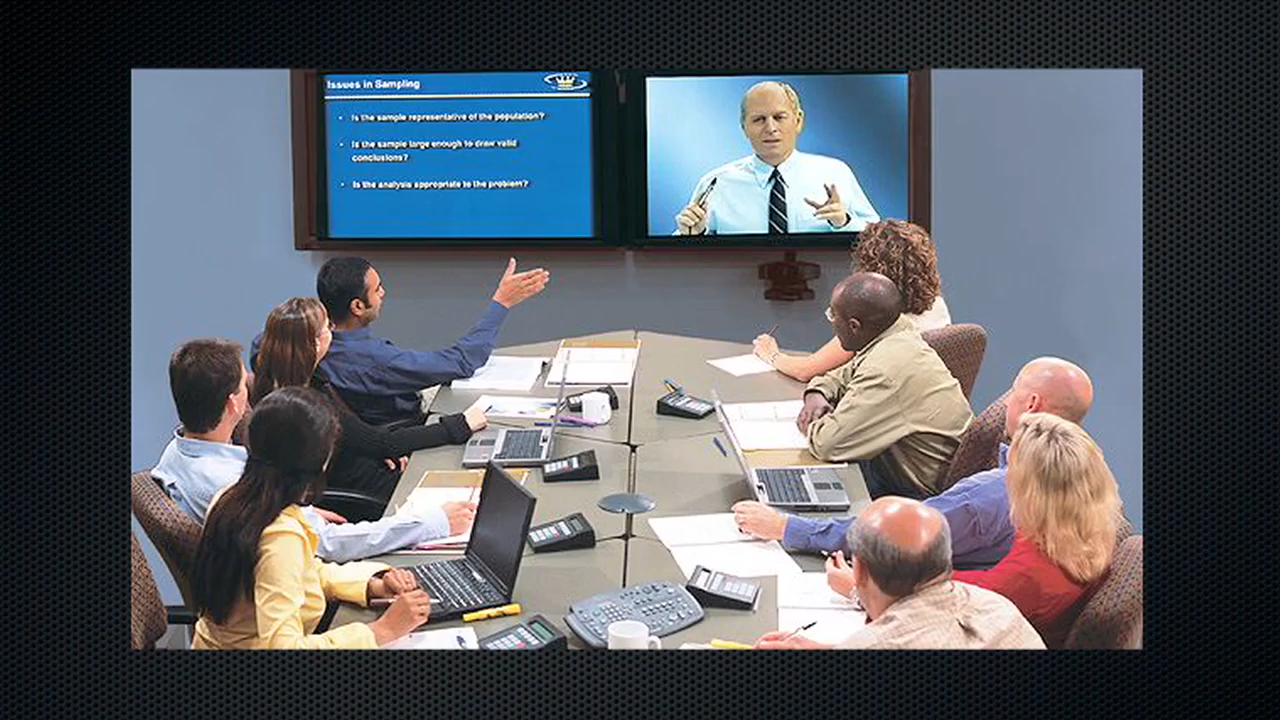 Issues in Sampling
• Is the sample representative of the population?
• Is the sample large enough to draw valid
conclusions?
• Is the analysis appropriate to the problem?